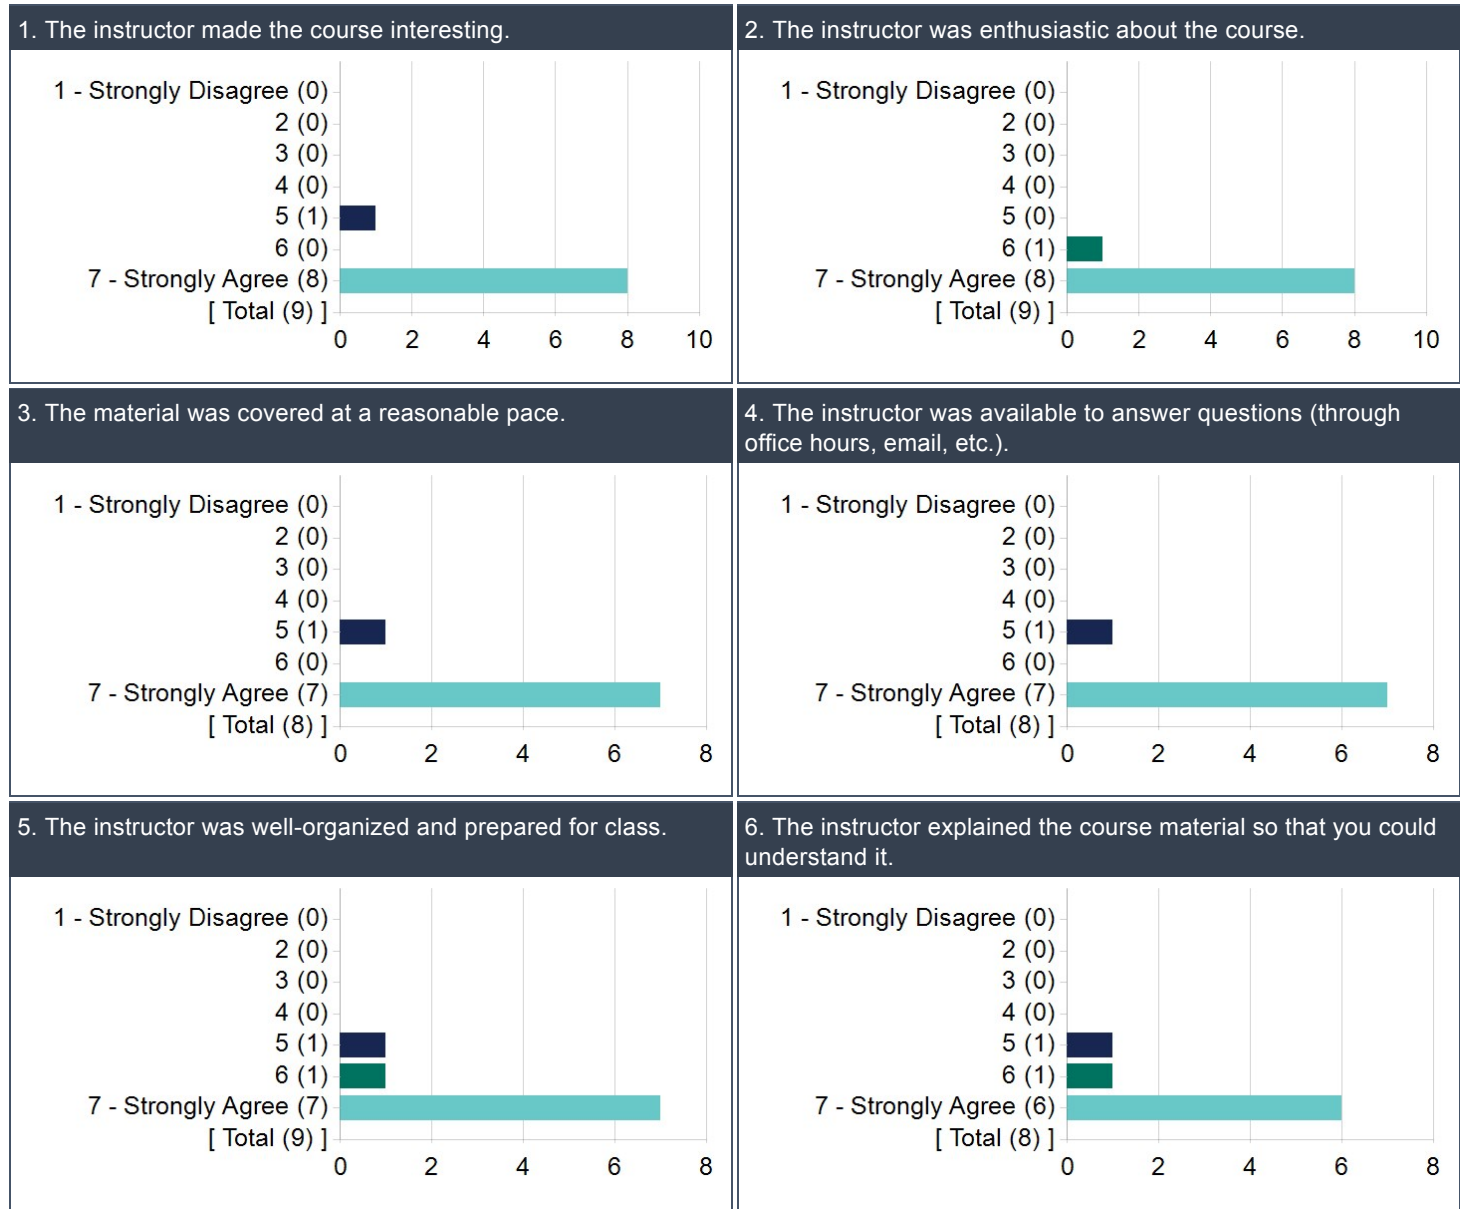 1. The instructor made the course interesting.
1 - Strongly Disagree (0)
2 (0)
3 (0)
4 (0)
5 (1)
6 (0)
7 - Strongly Agree (8)
[ Total (9) ]
0 2 4 6 8 10
2. The instructor was enthusiastic about the course.
1 - Strongly Disagree (0)
2 (0)
3 (0)
4 (0)
5 (0)
6 (1)
7 - Strongly Agree (8)
[ Total (9) ]
0 2 4 6 8 10
3. The material was covered at a reasonable pace.
1 - Strongly Disagree (0)
2 (0)
3 (0)
4 (0)
5 (1)
6 (0)
7 - Strongly Agree (7)
[ Total (8) ]
0 2 4 6 8
4. The instructor was available to answer questions (through
office hours, email, etc.).
1 - Strongly Disagree (0)
2 (0)
3 (0)
4 (0)
5 (1)
6 (0)
7 - Strongly Agree (7)
[ Total (8) ]
0 2 4 6 8
5. The instructor was well-organized and prepared for class.
1 - Strongly Disagree (0)
2 (0)
3 (0)
4 (0)
5 (1)
6 (1)
7 - Strongly Agree (7)
[ Total (9) ]
0 2 4 6 8
6. The instructor explained the course material so that you could
understand it.
1 - Strongly Disagree (0)
2 (0)
3 (0)
4 (0)
5 (1)
6 (1)
7 - Strongly Agree (6)
[ Total (8) ]
0 2 4 6 8